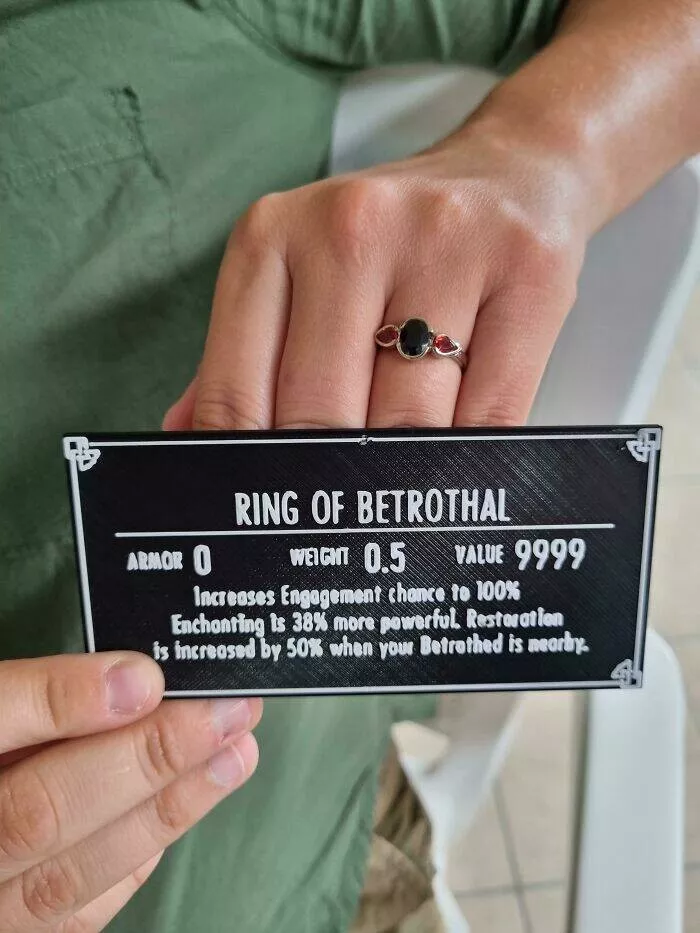 RING OF BETROTHAL
ARMOR 0 WEIGHT 0.5 VALUE 9999
Increases Engagement chance to 100%
Enchanting is 38% more powerful. Restoration
is increased by 50% when your Betrothed is nearby.